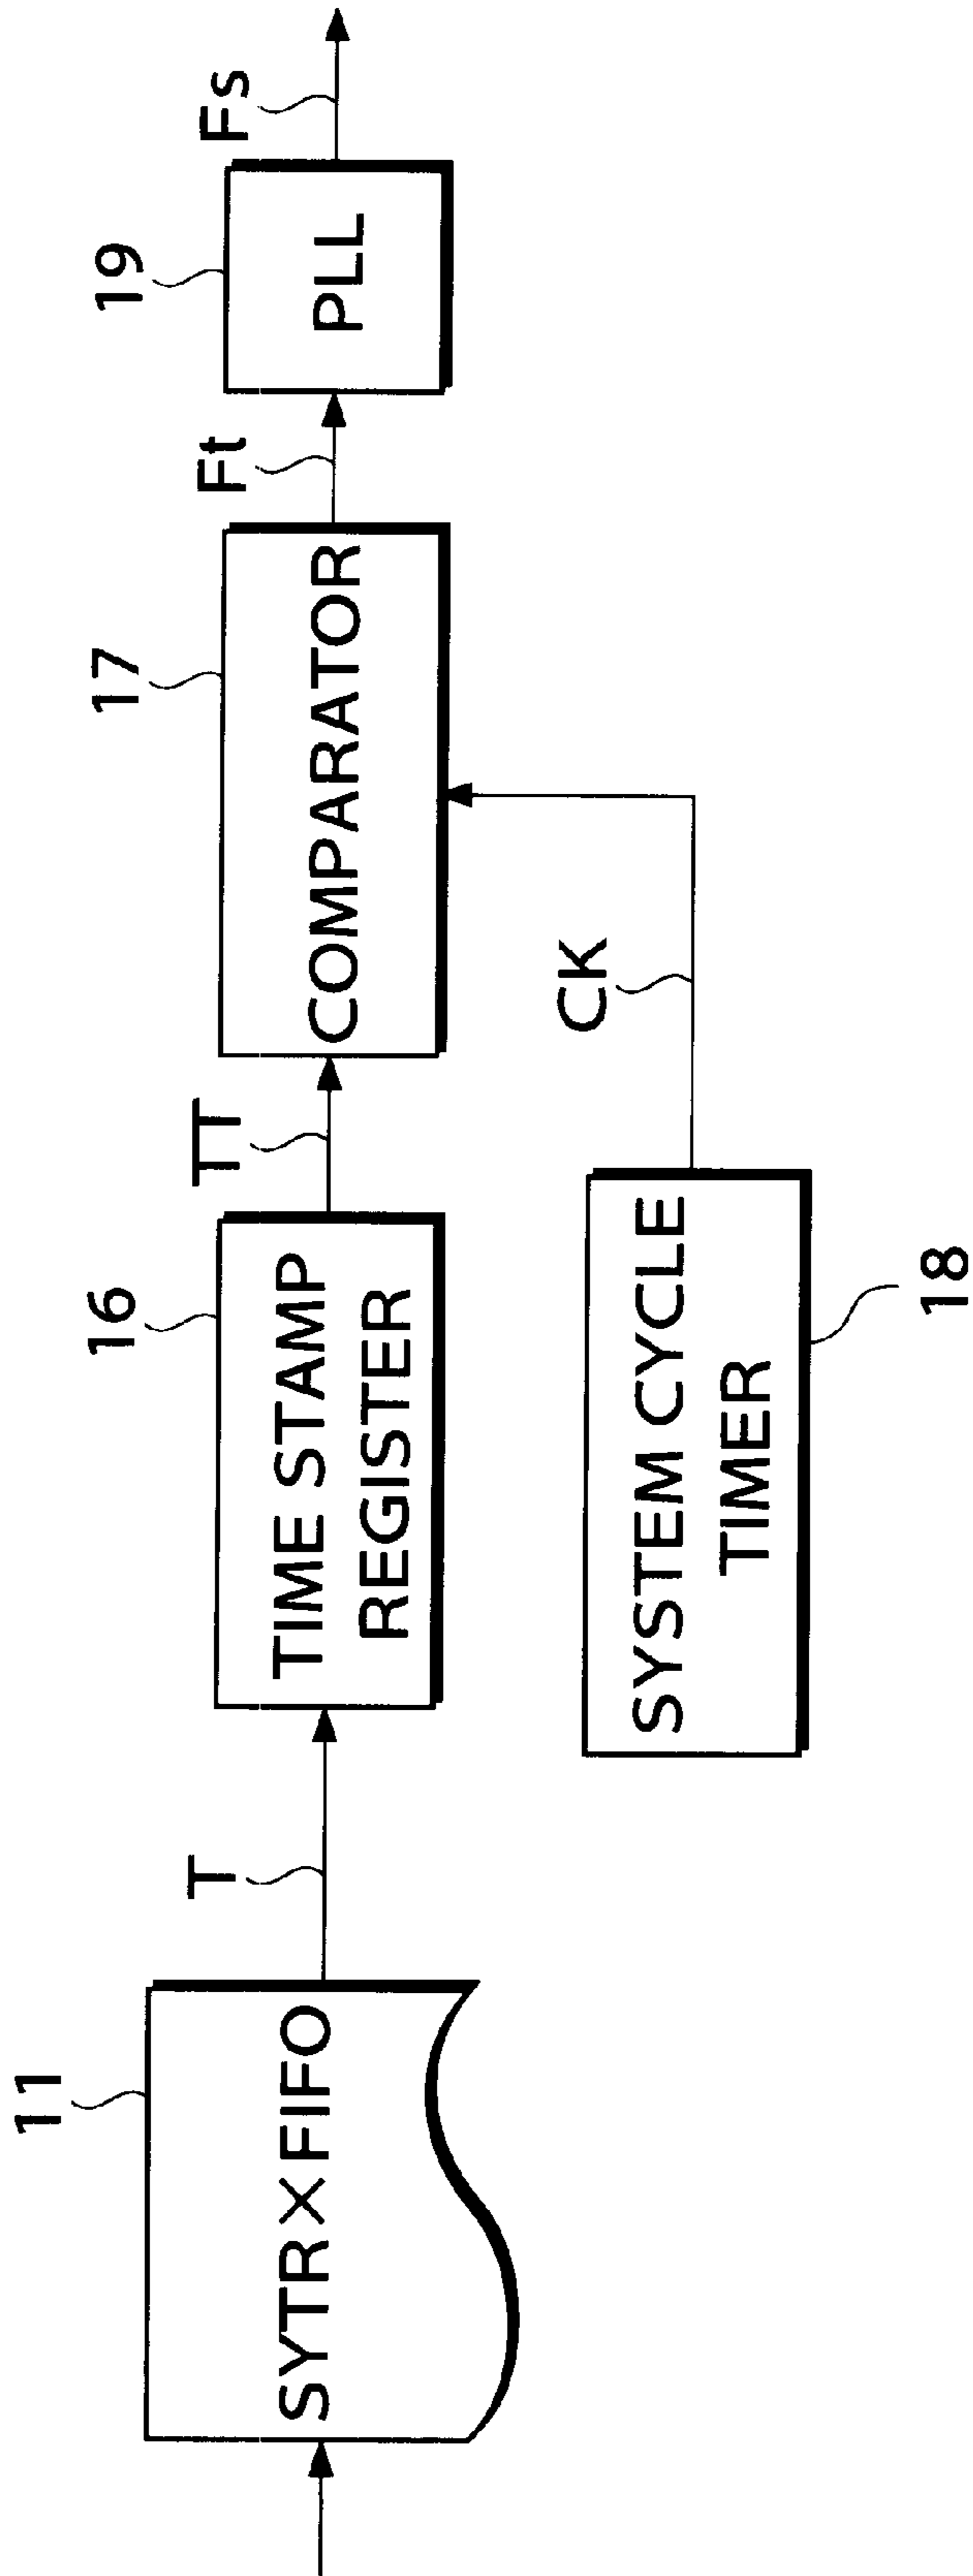 11
SYTR×FIFO
T
16
TIME STAMP
REGISTER
TT
17
COMPARATOR
Ft
19
PLL
Fs
CK
SYSTEM CYCLE
TIMER
18